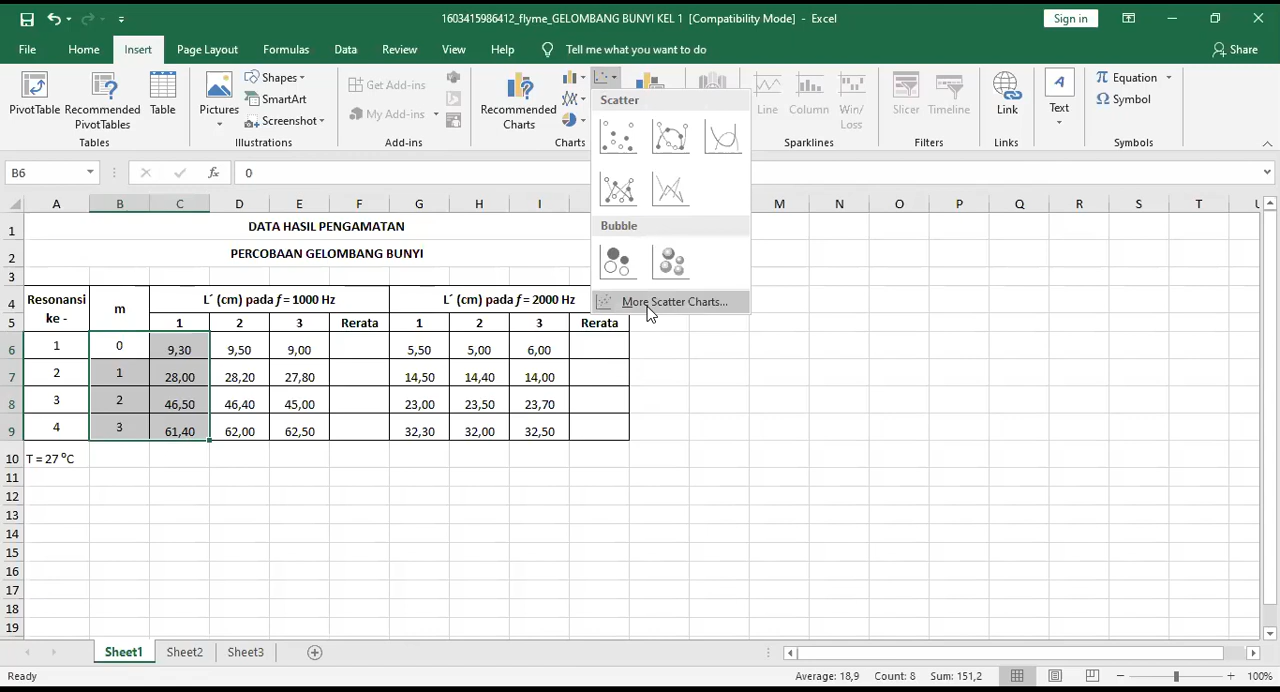 1603415986412_flyme_GELOMBANG BUNYI KEL 1 [Compatibility Mode] - Excel
Sign in
File Home Insert Page Layout Formulas Data Review View Help Tell me what you want to do Share
PivotTable Recommended PivotTables Table
Tables
Pictures Shapes SmartArt Screenshot
Illustrations
Get Add-ins
My Add-ins
Add-ins
Recommended Charts
Charts
Line Column Win/ Loss
Sparklines
Slicer Timeline
Filters
Link
Links
Text
Equation
Symbol
Symbols
Scatter
Bubble
More Scatter Charts...
B6 fx 0
A B C D E F G H I M N O P Q R S T U
1 DATA HASIL PENGAMATAN
2 PERCOBAAN GELOMBANG BUNYI
3
4 Resonansi ke - m L´ (cm) pada f = 1000 Hz L´ (cm) pada f = 2000 Hz
5 1 2 3 Rerata 1 2 3 Rerata
6 1 0 9,30 9,50 9,00 5,50 5,00 6,00
7 2 1 28,00 28,20 27,80 14,50 14,40 14,00
8 3 2 46,50 46,40 45,00 23,00 23,50 23,70
9 4 3 61,40 62,00 62,50 32,30 32,00 32,50
10 T = 27 ⁰C
11
12
13
14
15
16
17
18
19
Sheet1 Sheet2 Sheet3
Ready Average: 18,9 Count: 8 Sum: 151,2 100%